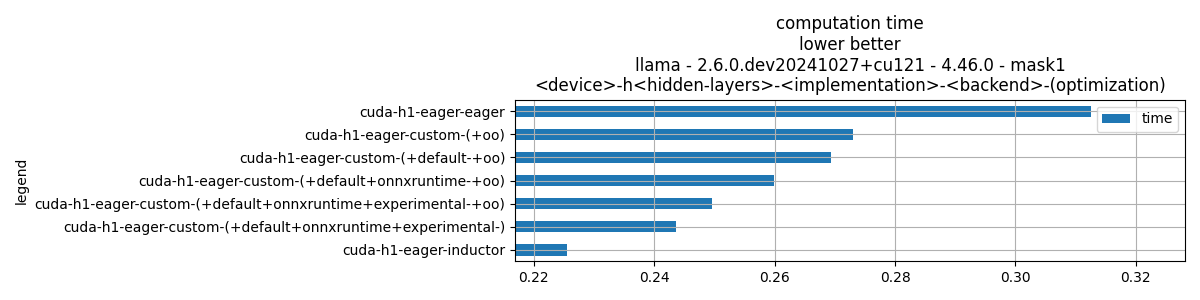 computation time
lower better
llama - 2.6.0.dev20241027+cu121 - 4.46.0 - mask1
<device>-h<hidden-layers>-<implementation>-<backend>-(optimization)
cuda-h1-eager-eager
time
cuda-h1-eager-custom-(+oo)
cuda-h1-eager-custom-(+default-+oo)
cuda-h1-eager-custom-(+default+onnxruntime-+oo)
legend
cuda-h1-eager-custom-(+default+onnxruntime+experimental-+oo)
cuda-h1-eager-custom-(+default+onnxruntime+experimental-)
cuda-h1-eager-inductor
0.22 0.24 0.26 0.28 0.30 0.32